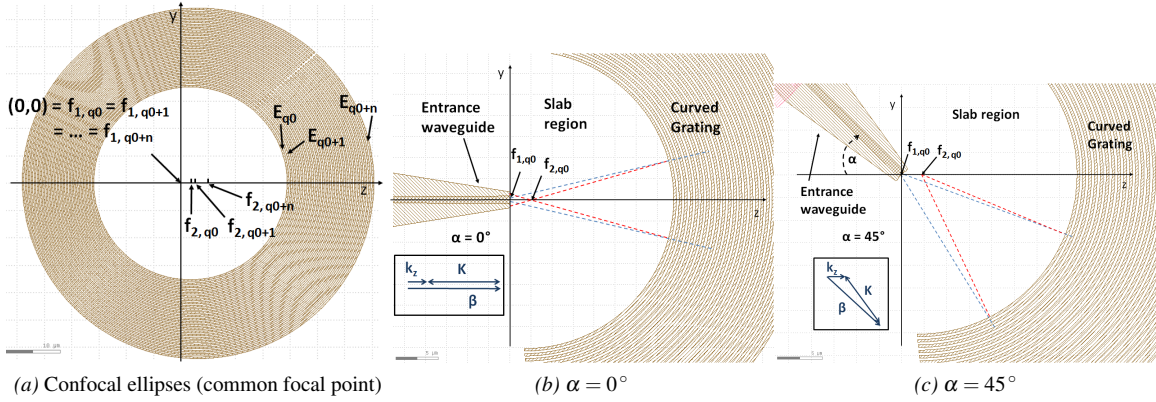 y
(0,0) = f1, q0 = f1, q0+1
= ... = f1, q0+n
Eq0
Eq0+1
Eq0+n
z
f2, q0
f2, q0+1
f2, q0+n
10 µm
(a) Confocal ellipses (common focal point)
y
Entrance
waveguide
Slab
region
Curved
Grating
f1,q0
f2,q0
z
α = 0°
kz
K
β
5 µm
(b) α = 0°
y
Slab region
Curved
Grating
α
f1,q0
f2,q0
z
Entrance
waveguide
α = 45°
kz
K
β
5 µm
(c) α = 45°